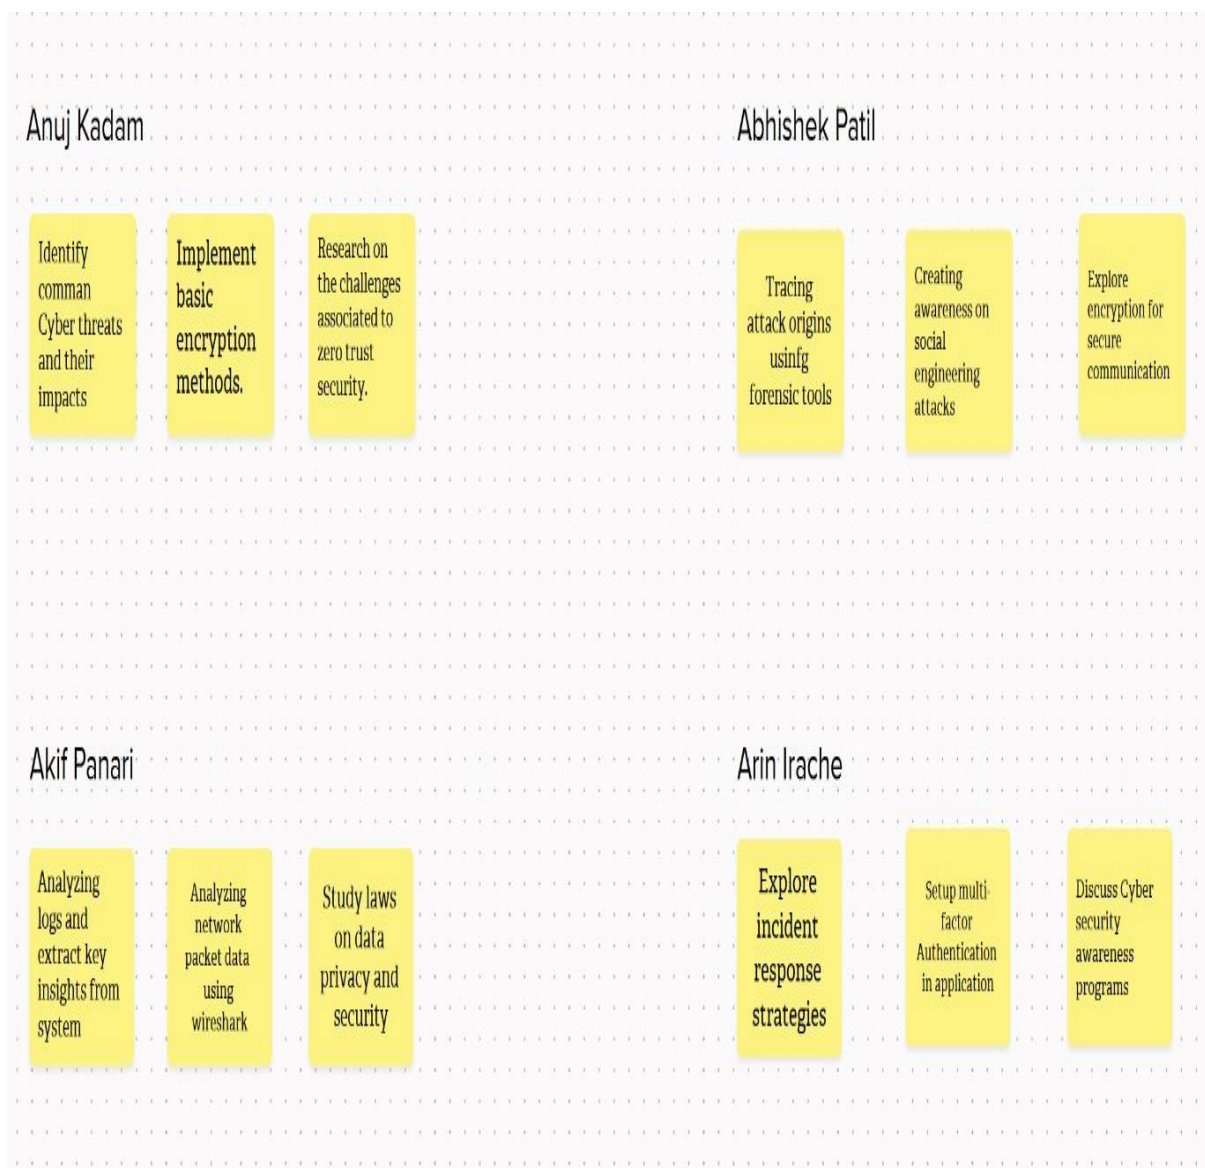 Anuj Kadam
Identify
comman
Cyber threats
and their
impacts
Implement
basic
encryption
methods.
Research on
the challenges
associated to
zero trust
security.
Abhishek Patil
Tracing
attack origins
usinfg
forensic tools
Creating
awareness on
social
engineering
attacks
Explore
encryption for
secure
communication
Akif Panari
Analyzing
logs and
extract key
insights from
system
Analyzing
network
packet data
using
wireshark
Study laws
on data
privacy and
security
Arin Irache
Explore
incident
response
strategies
Setup multi-
factor
Authentication
in application
Discuss Cyber
security
awareness
programs